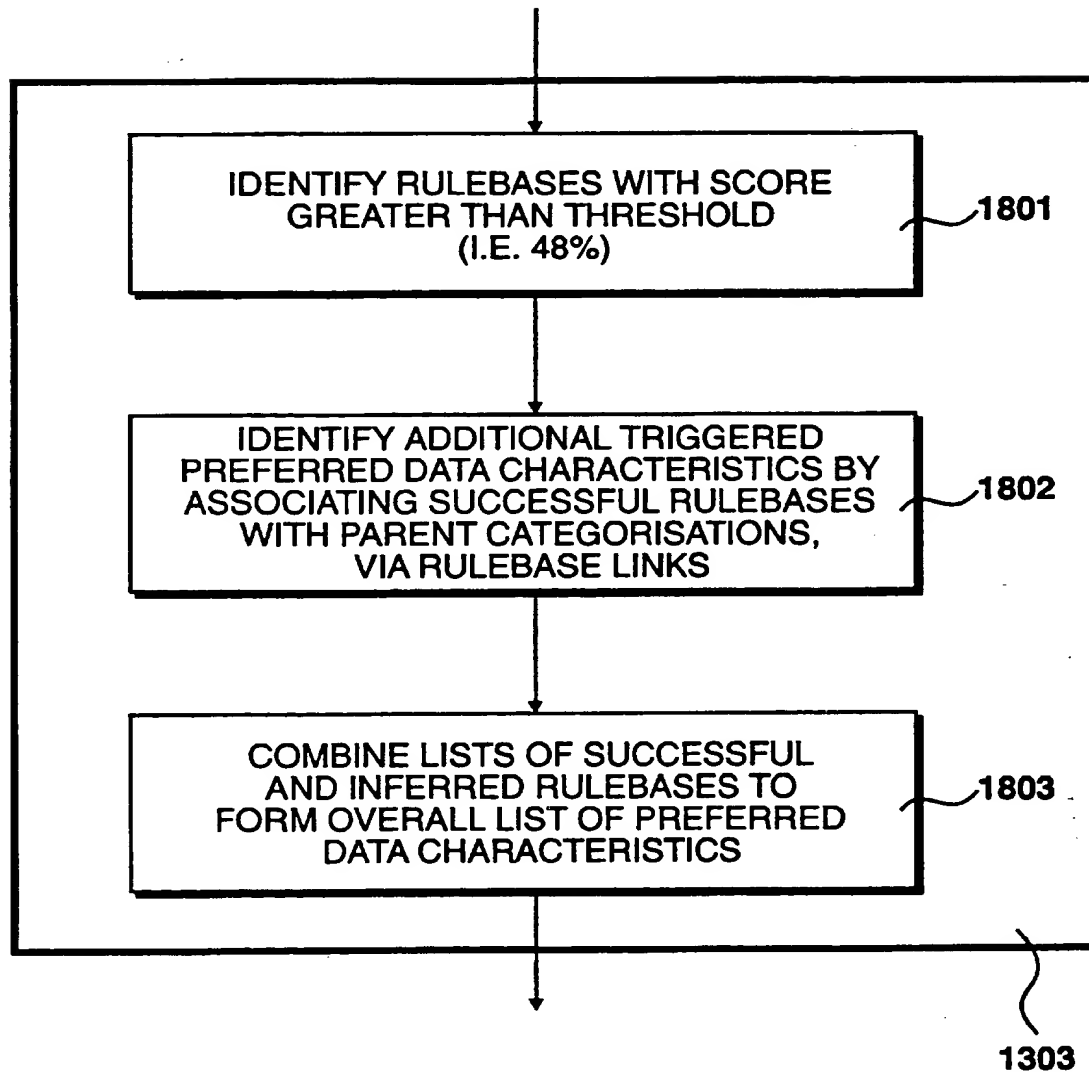 IDENTIFY RULEBASES WITH SCORE
GREATER THAN THRESHOLD
(I.E. 48%)
1801
IDENTIFY ADDITIONAL TRIGGERED
PREFERRED DATA CHARACTERISTICS BY
ASSOCIATING SUCCESSFUL RULEBASES
WITH PARENT CATEGORISATIONS,
VIA RULEBASE LINKS
1802
COMBINE LISTS OF SUCCESSFUL
AND INFERRED RULEBASES TO
FORM OVERALL LIST OF PREFERRED
DATA CHARACTERISTICS
1803
1303